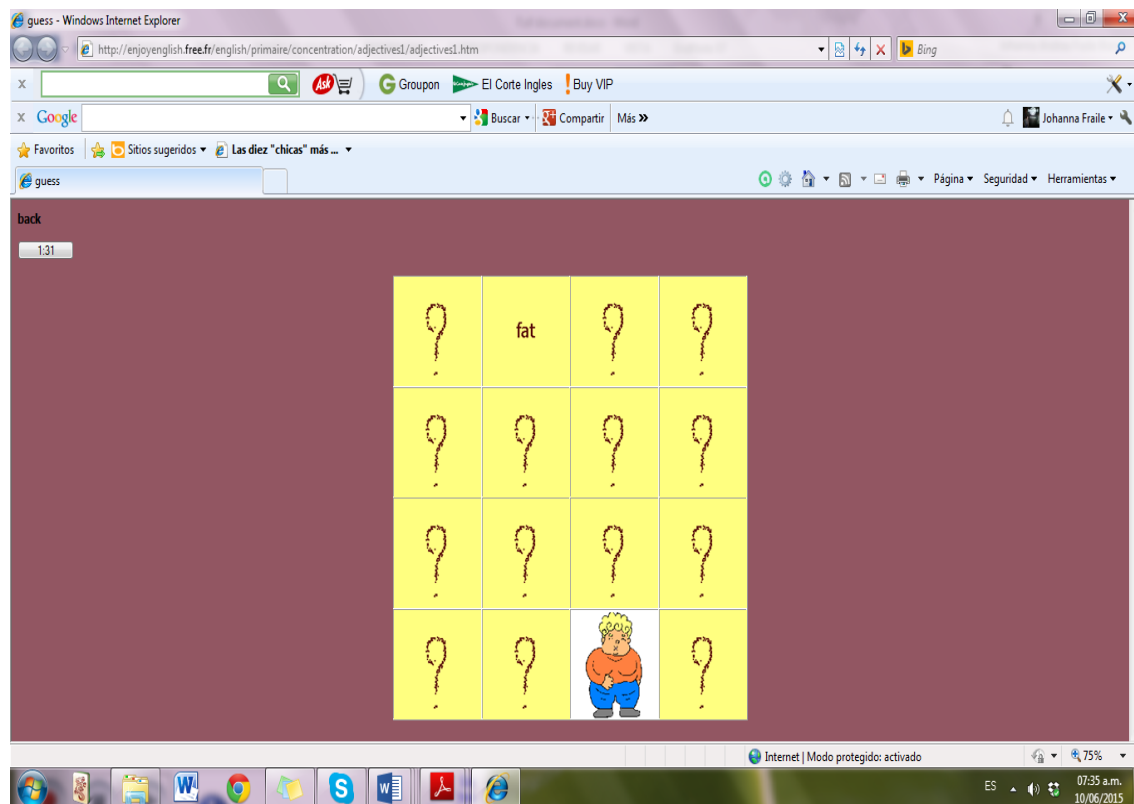 guess - Windows Internet Explorer
http://enjoyenglish.free.fr/english/primaire/concentration/adjectives1/adjectives1.htm
Bing
x Ask Groupon El Corte Ingles Buy VIP
x Google Buscar Compartir Más » Johanna Fraile
Favoritos Sitios sugeridos Las diez "chicas" más ...
guess Página Seguridad Herramientas
back
1:31
? fat ? ?
? ? ? ?
? ? ? ?
? ? ?
Internet | Modo protegido: activado 75%
ES 07:35 a.m.
10/06/2015